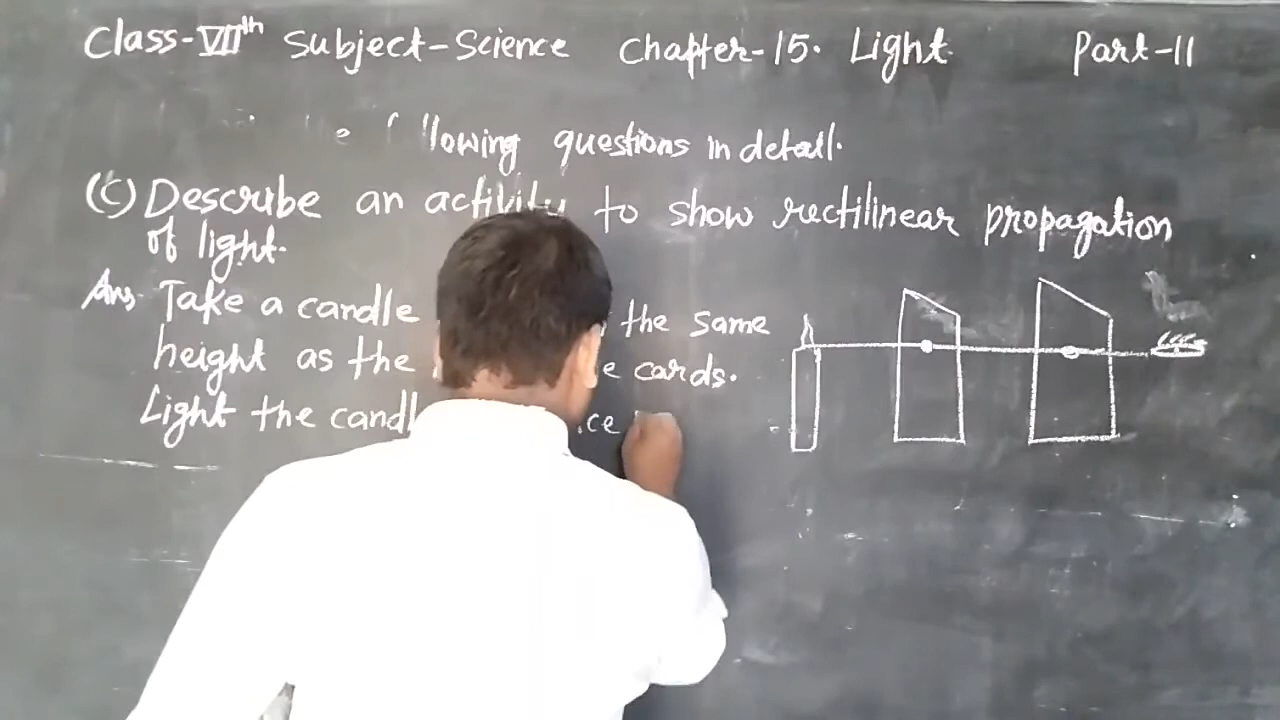 Class-VIIth Subject-Science Chapter-15. Light. Part-11
questions in detail.
(C) Describe an activity to show rectilinear propagation
of light.
Ans, Take a candle the same
height as the cards.
Light the